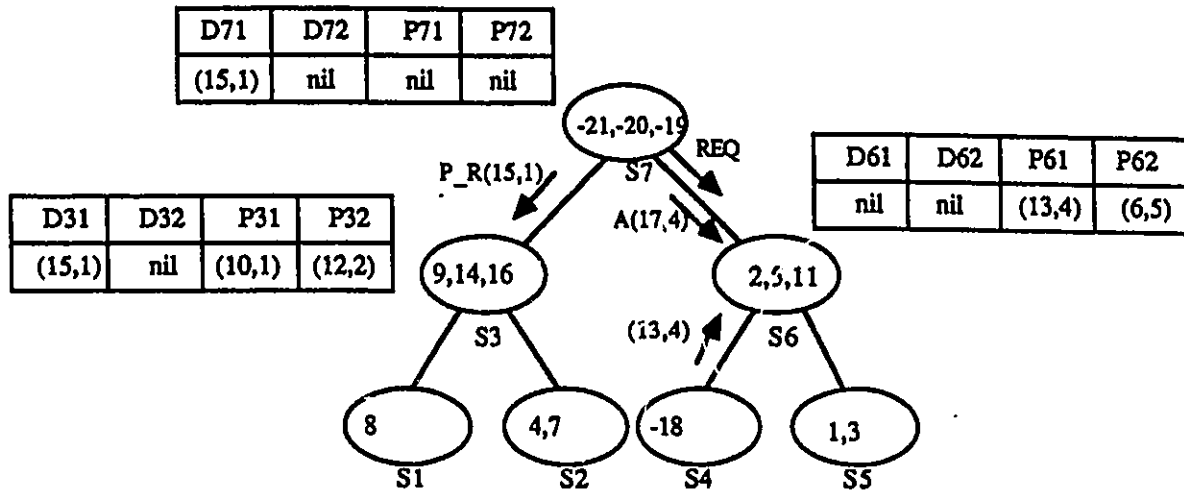 D71 D72 P71 P72
(15,1) nil nil nil
-21,-20,-19
S7
REQ
P_R(15,1)
A(17,4)
D61 D62 P61 P62
nil nil (13,4) (6,5)
D31 D32 P31 P32
(15,1) nil (10,1) (12,2)
9,14,16
S3
2,5,11
S6
(13,4)
8
S1
4,7
S2
-18
S4
1,3
S5